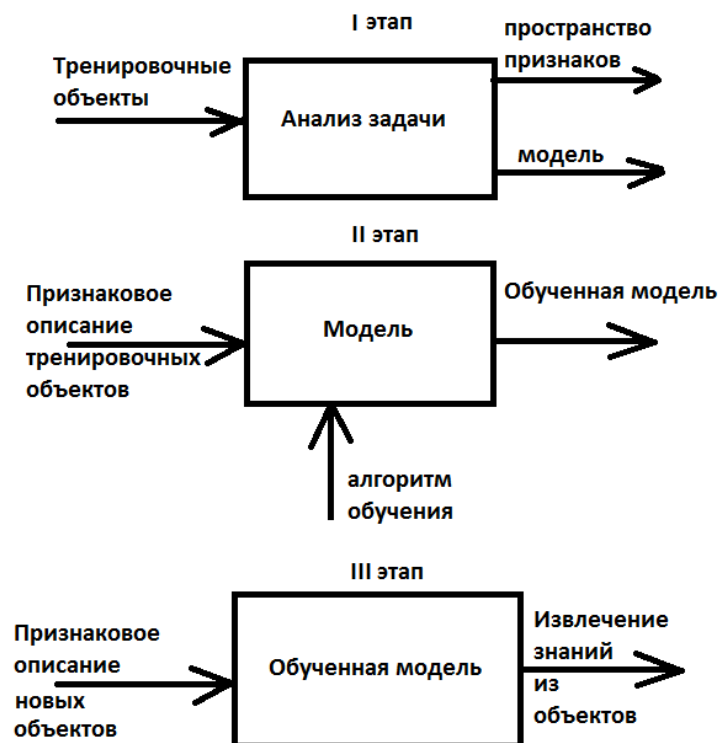 I этап
Тренировочные
объекты
Анализ задачи
пространство
признаков
модель
II этап
Признаковое
описание
тренировочных
объектов
Модель
Обученная модель
алгоритм
обучения
III этап
Признаковое
описание
новых
объектов
Обученная модель
Извлечение
знаний
из
объектов